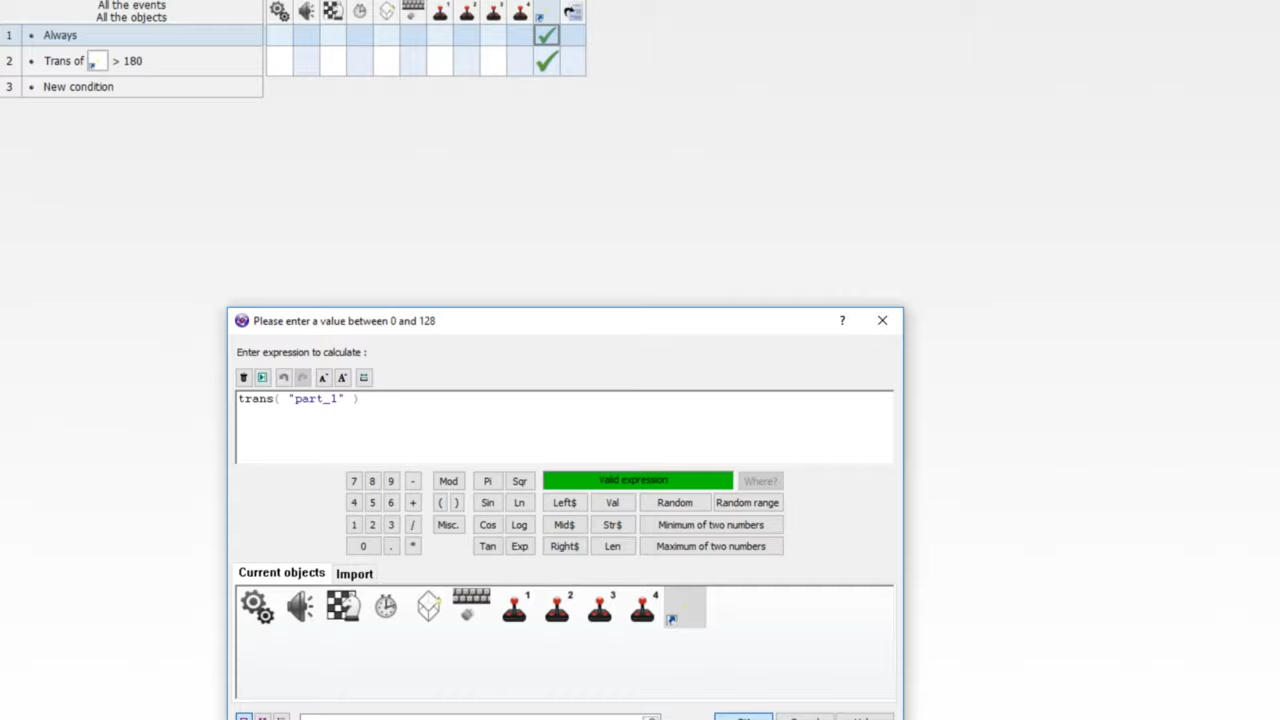 All the events
All the objects
1 • Always
2 • Trans of > 180
3 • New condition
Please enter a value between 0 and 128 ?
Enter expression to calculate :
A A
trans( "part_1" )
7 8 9 - Mod Pi Sqr Valid expression Where?
4 5 6 + ( ) Sin Ln Left$ Val Random Random range
1 2 3 / Misc. Cos Log Mid$ Str$ Minimum of two numbers
0 . * Tan Exp Right$ Len Maximum of two numbers
Current objects Import
1 2 3 4